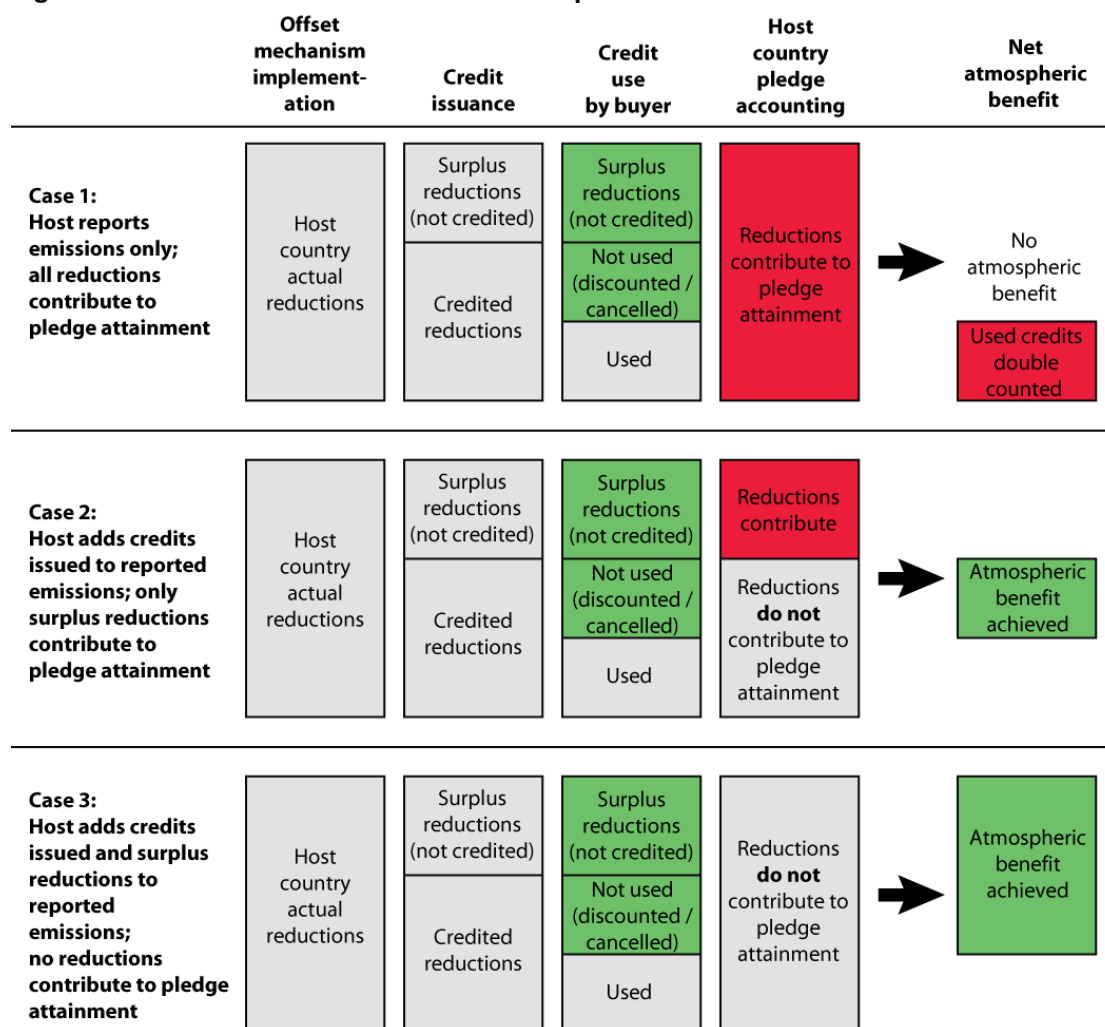 Offset
mechanism
implement-
ation
Credit
issuance
Credit
use
by buyer
Host
country
pledge
accounting
Net
atmospheric
benefit
Case 1:
Host reports
emissions only;
all reductions
contribute to
pledge attainment
Host
country
actual
reductions
Surplus
reductions
(not credited)
Credited
reductions
Surplus
reductions
(not credited)
Not used
(discounted /
cancelled)
Used
Reductions
contribute to
pledge
attainment
No
atmospheric
benefit
Used credits
double
counted
Case 2:
Host adds credits
issued to reported
emissions; only
surplus reductions
contribute to
pledge attainment
Host
country
actual
reductions
Surplus
reductions
(not credited)
Credited
reductions
Surplus
reductions
(not credited)
Not used
(discounted /
cancelled)
Used
Reductions
contribute
Reductions
do not
contribute to
pledge
attainment
Atmospheric
benefit
achieved
Case 3:
Host adds credits
issued and surplus
reductions to
reported
emissions;
no reductions
contribute to pledge
attainment
Host
country
actual
reductions
Surplus
reductions
(not credited)
Credited
reductions
Surplus
reductions
(not credited)
Not used
(discounted /
cancelled)
Used
Reductions
do not
contribute to
pledge
attainment
Atmospheric
benefit
achieved